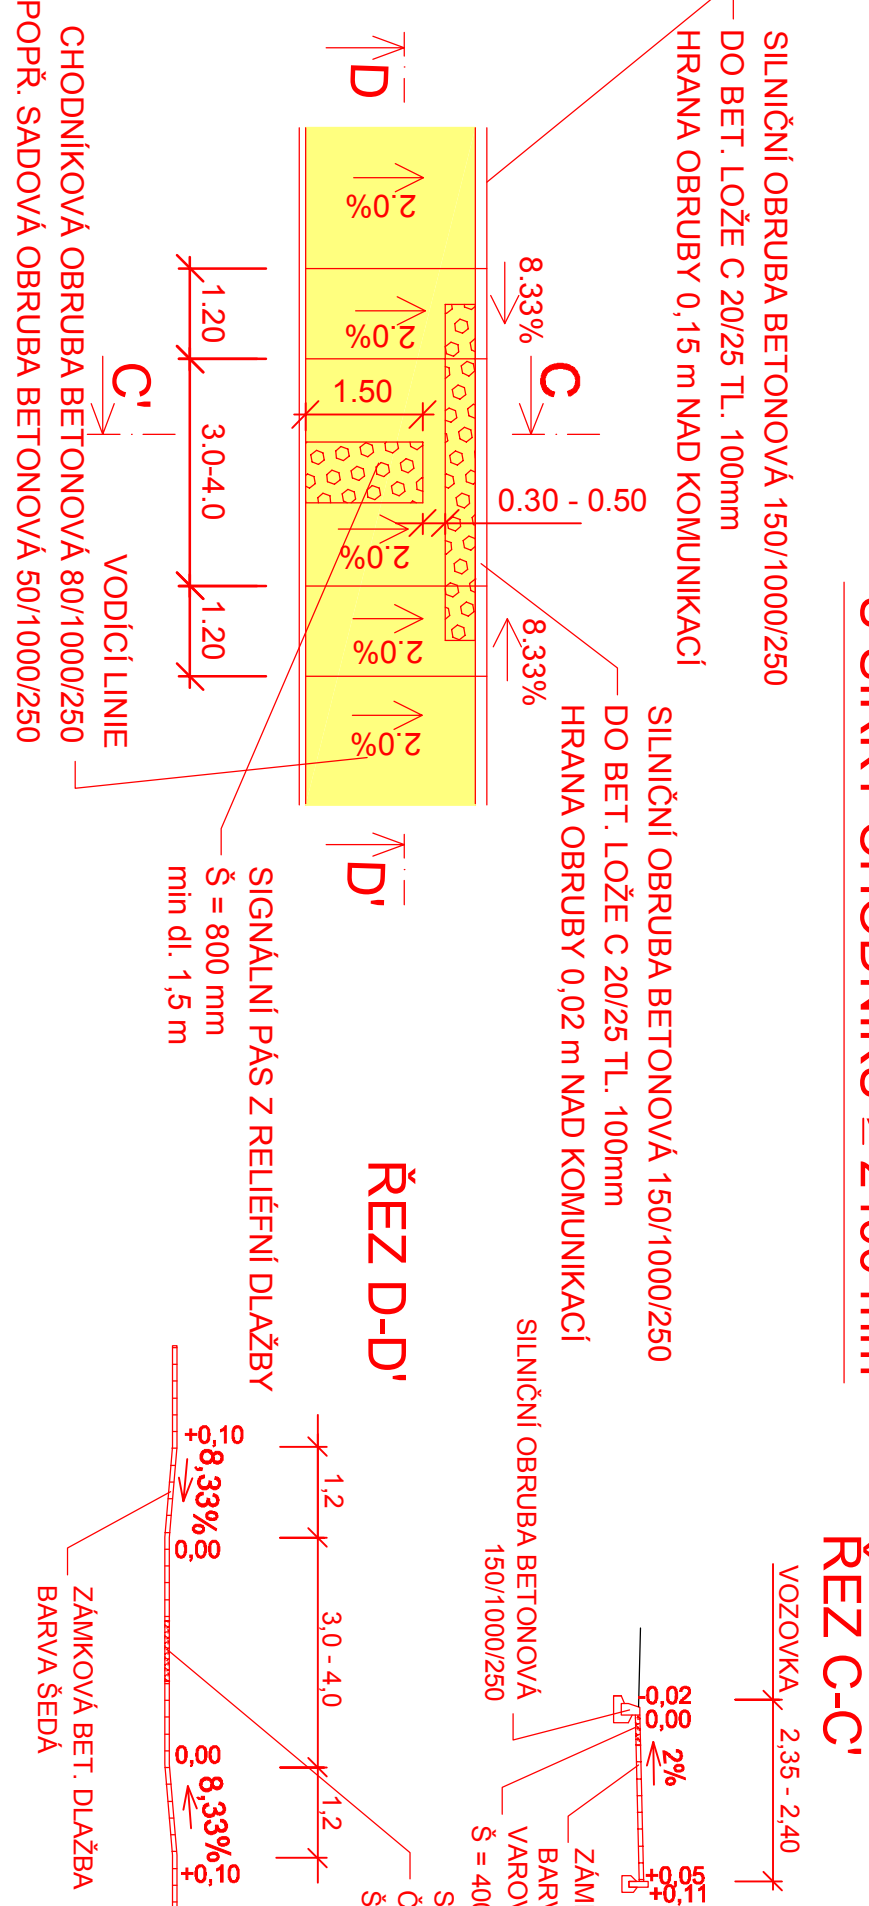 SILNIČNÍ OBRUBA BETONOVÁ 150/1000/250
DO BET. LOŽE C 20/25 TL. 100mm
HRANA OBRUBY 0,15 m NAD KOMUNIKACÍ
D
2.0%
2.0%
2.0%
2.0%
2.0%
8.33%
8.33%
C
C'
1.50
0.30 - 0.50
1.20
3.0-4.0
1.20
D'
VODÍCÍ LINIE
CHODNÍKOVÁ OBRUBA BETONOVÁ 80/1000/250
POPŘ. SADOVÁ OBRUBA BETONOVÁ 50/1000/250
SILNIČNÍ OBRUBA BETONOVÁ 150/1000/250
DO BET. LOŽE C 20/25 TL. 100mm
HRANA OBRUBY 0,02 m NAD KOMUNIKACÍ
SIGNÁLNÍ PÁS Z RELIÉFNÍ DLAŽBY
Š = 800 mm
min dl. 1,5 m
ŘEZ C-C'
VOZOVKA
2,35 - 2,40
-0,02
0,00
2%
+0,05
+0,11
SILNIČNÍ OBRUBA BETONOVÁ
150/1000/250
ŘEZ D-D'
1,2
3,0 - 4,0
1,2
+0,10
8,33%
0,00
0,00
8,33%
+0,10
ZÁMKOVÁ BET. DLAŽBA
BARVA ŠEDÁ